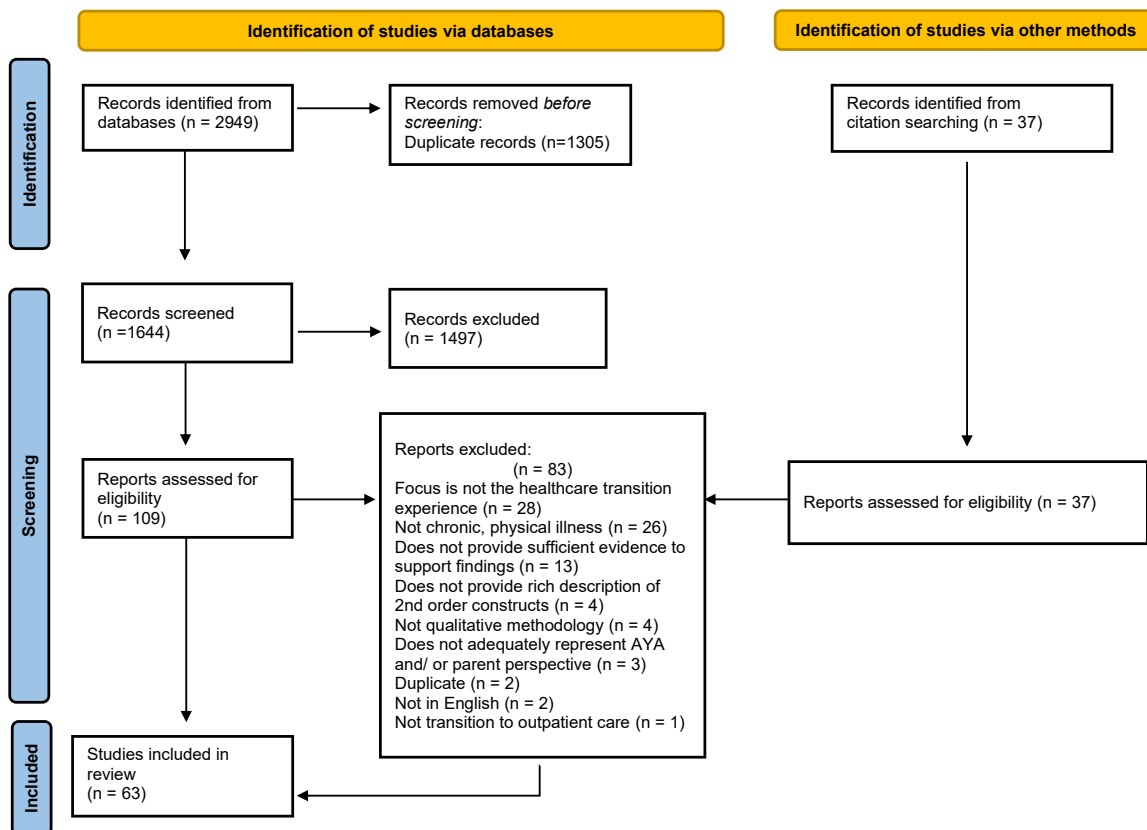 Identification of studies via databases
Identification of studies via other methods
Identification
Records identified from
databases (n = 2949)
Records removed before
screening:
Duplicate records (n=1305)
Records identified from
citation searching (n = 37)
Screening
Records screened
(n =1644)
Records excluded
(n = 1497)
Reports assessed for
eligibility
(n = 109)
Reports excluded:
(n = 83)
Focus is not the healthcare transition
experience (n = 28)
Not chronic, physical illness (n = 26)
Does not provide sufficient evidence to
support findings (n = 13)
Does not provide rich description of
2nd order constructs (n = 4)
Not qualitative methodology (n = 4)
Does not adequately represent AYA
and/ or parent perspective (n = 3)
Duplicate (n = 2)
Not in English (n = 2)
Not transition to outpatient care (n = 1)
Reports assessed for eligibility (n = 37)
Included
Studies included in
review
(n = 63)